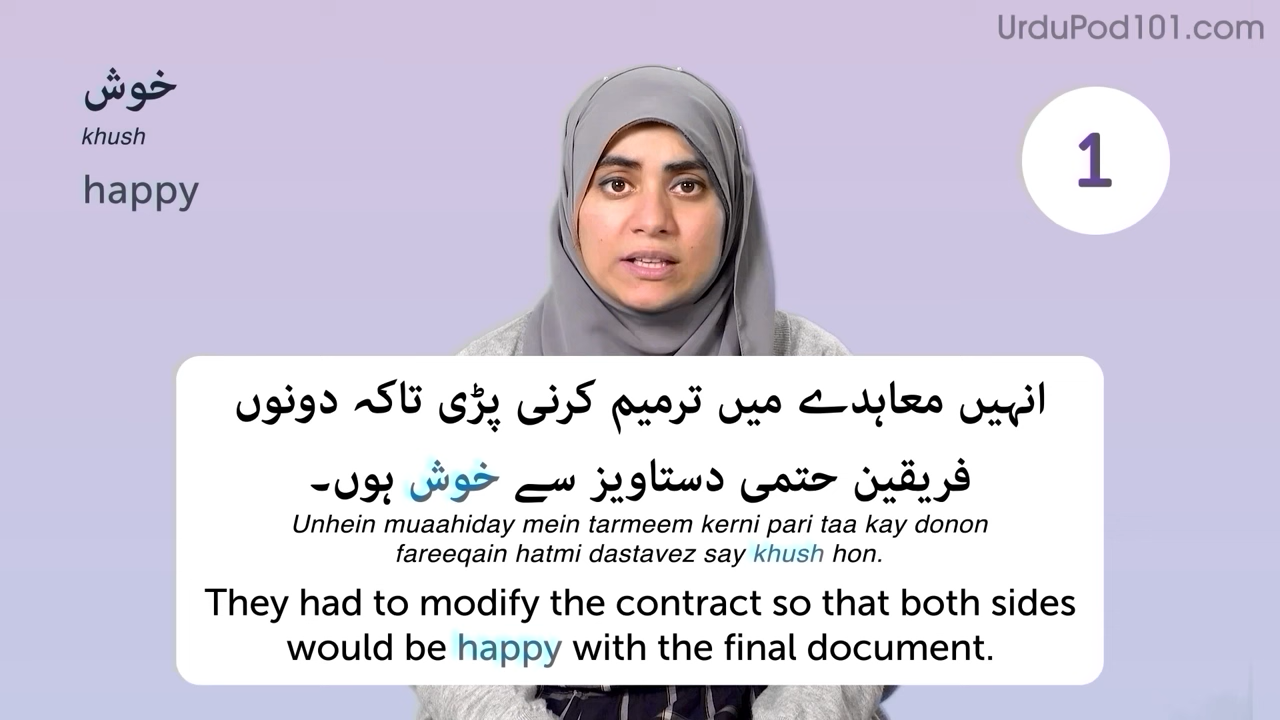 UrduPod101.com
خوش
khush
happy
1
انہیں معاہدے میں ترمیم کرنی پڑی تاکہ دونوں
فریقین حتمی دستاویز سے خوش ہوں۔
Unhein muaahiday mein tarmeem kerni pari taa kay donon
fareeqain hatmi dastavez say khush hon.
They had to modify the contract so that both sides
would be happy with the final document.